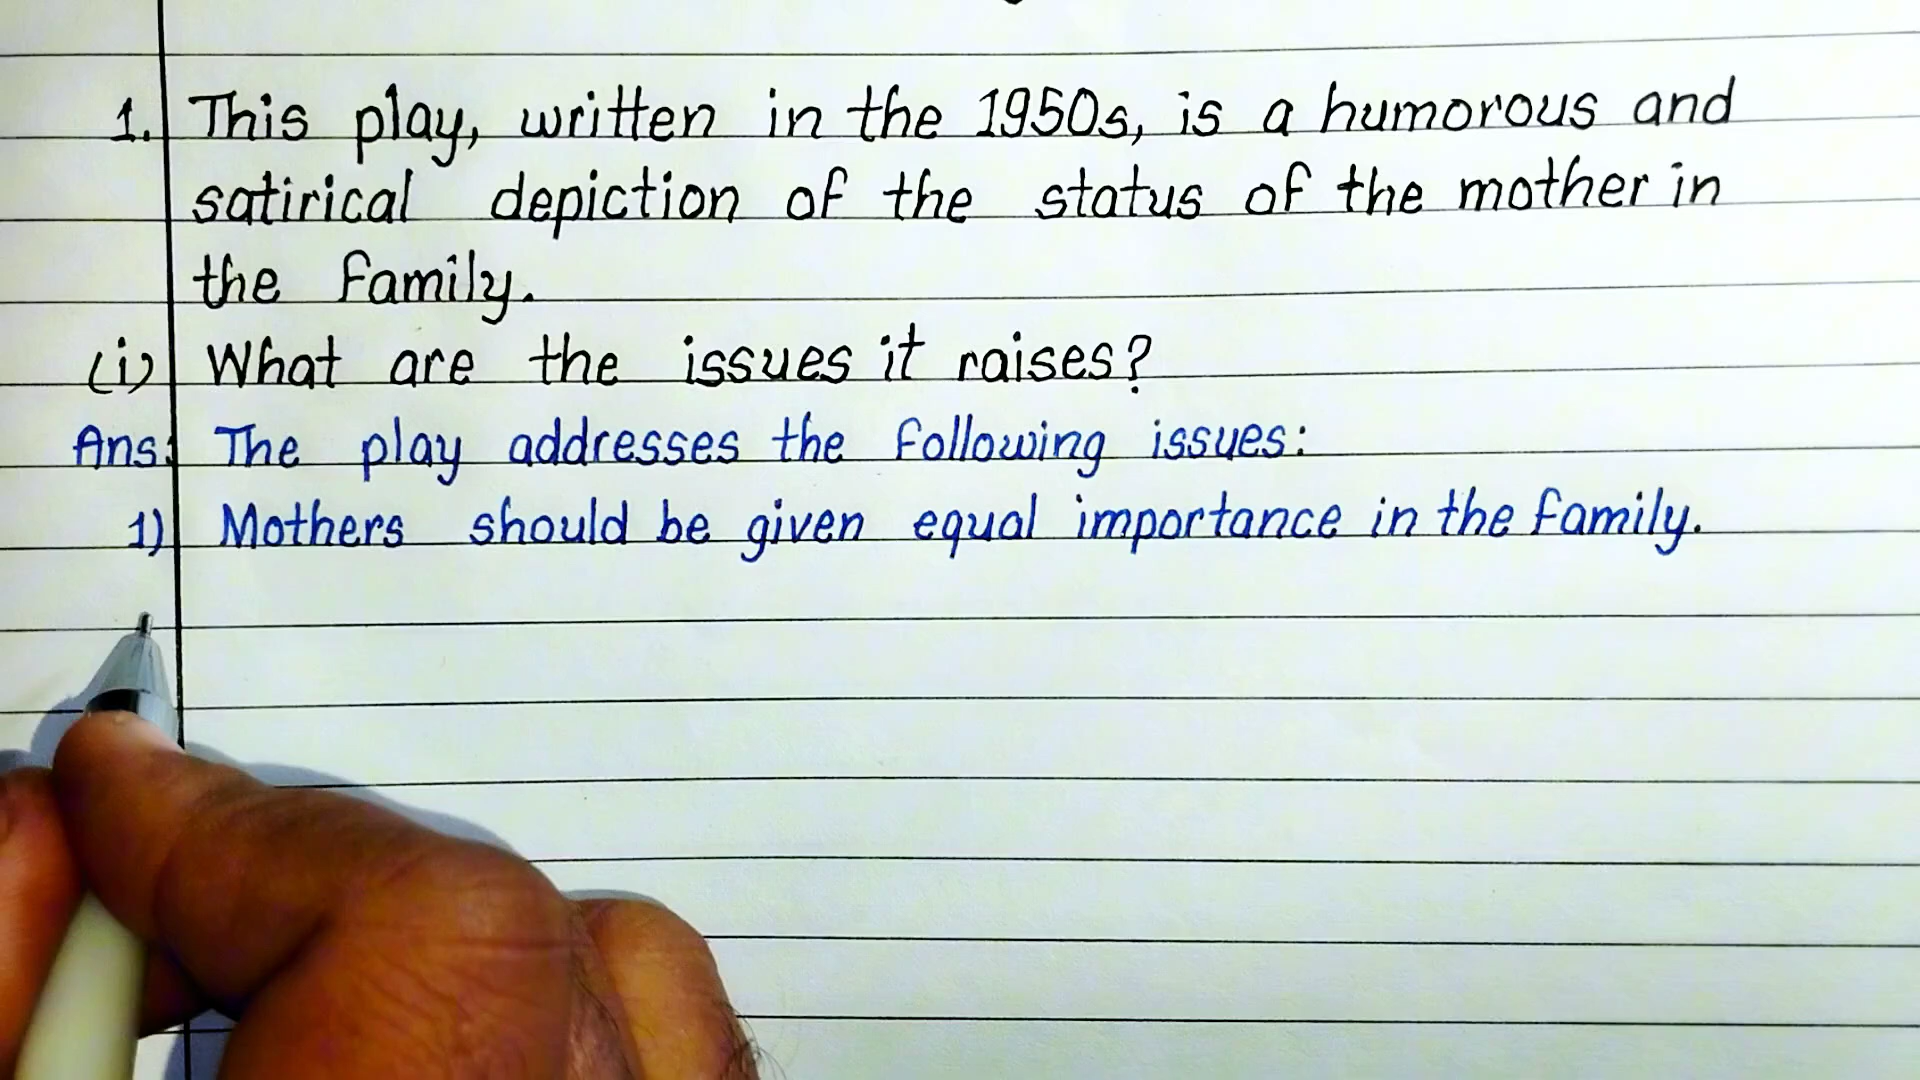 1. This play, written in the 1950s, is a humorous and
satirical depiction of the status of the mother in
the family.
(i) What are the issues it raises?
Ans: The play addresses the following issues:
1) Mothers should be given equal importance in the family.